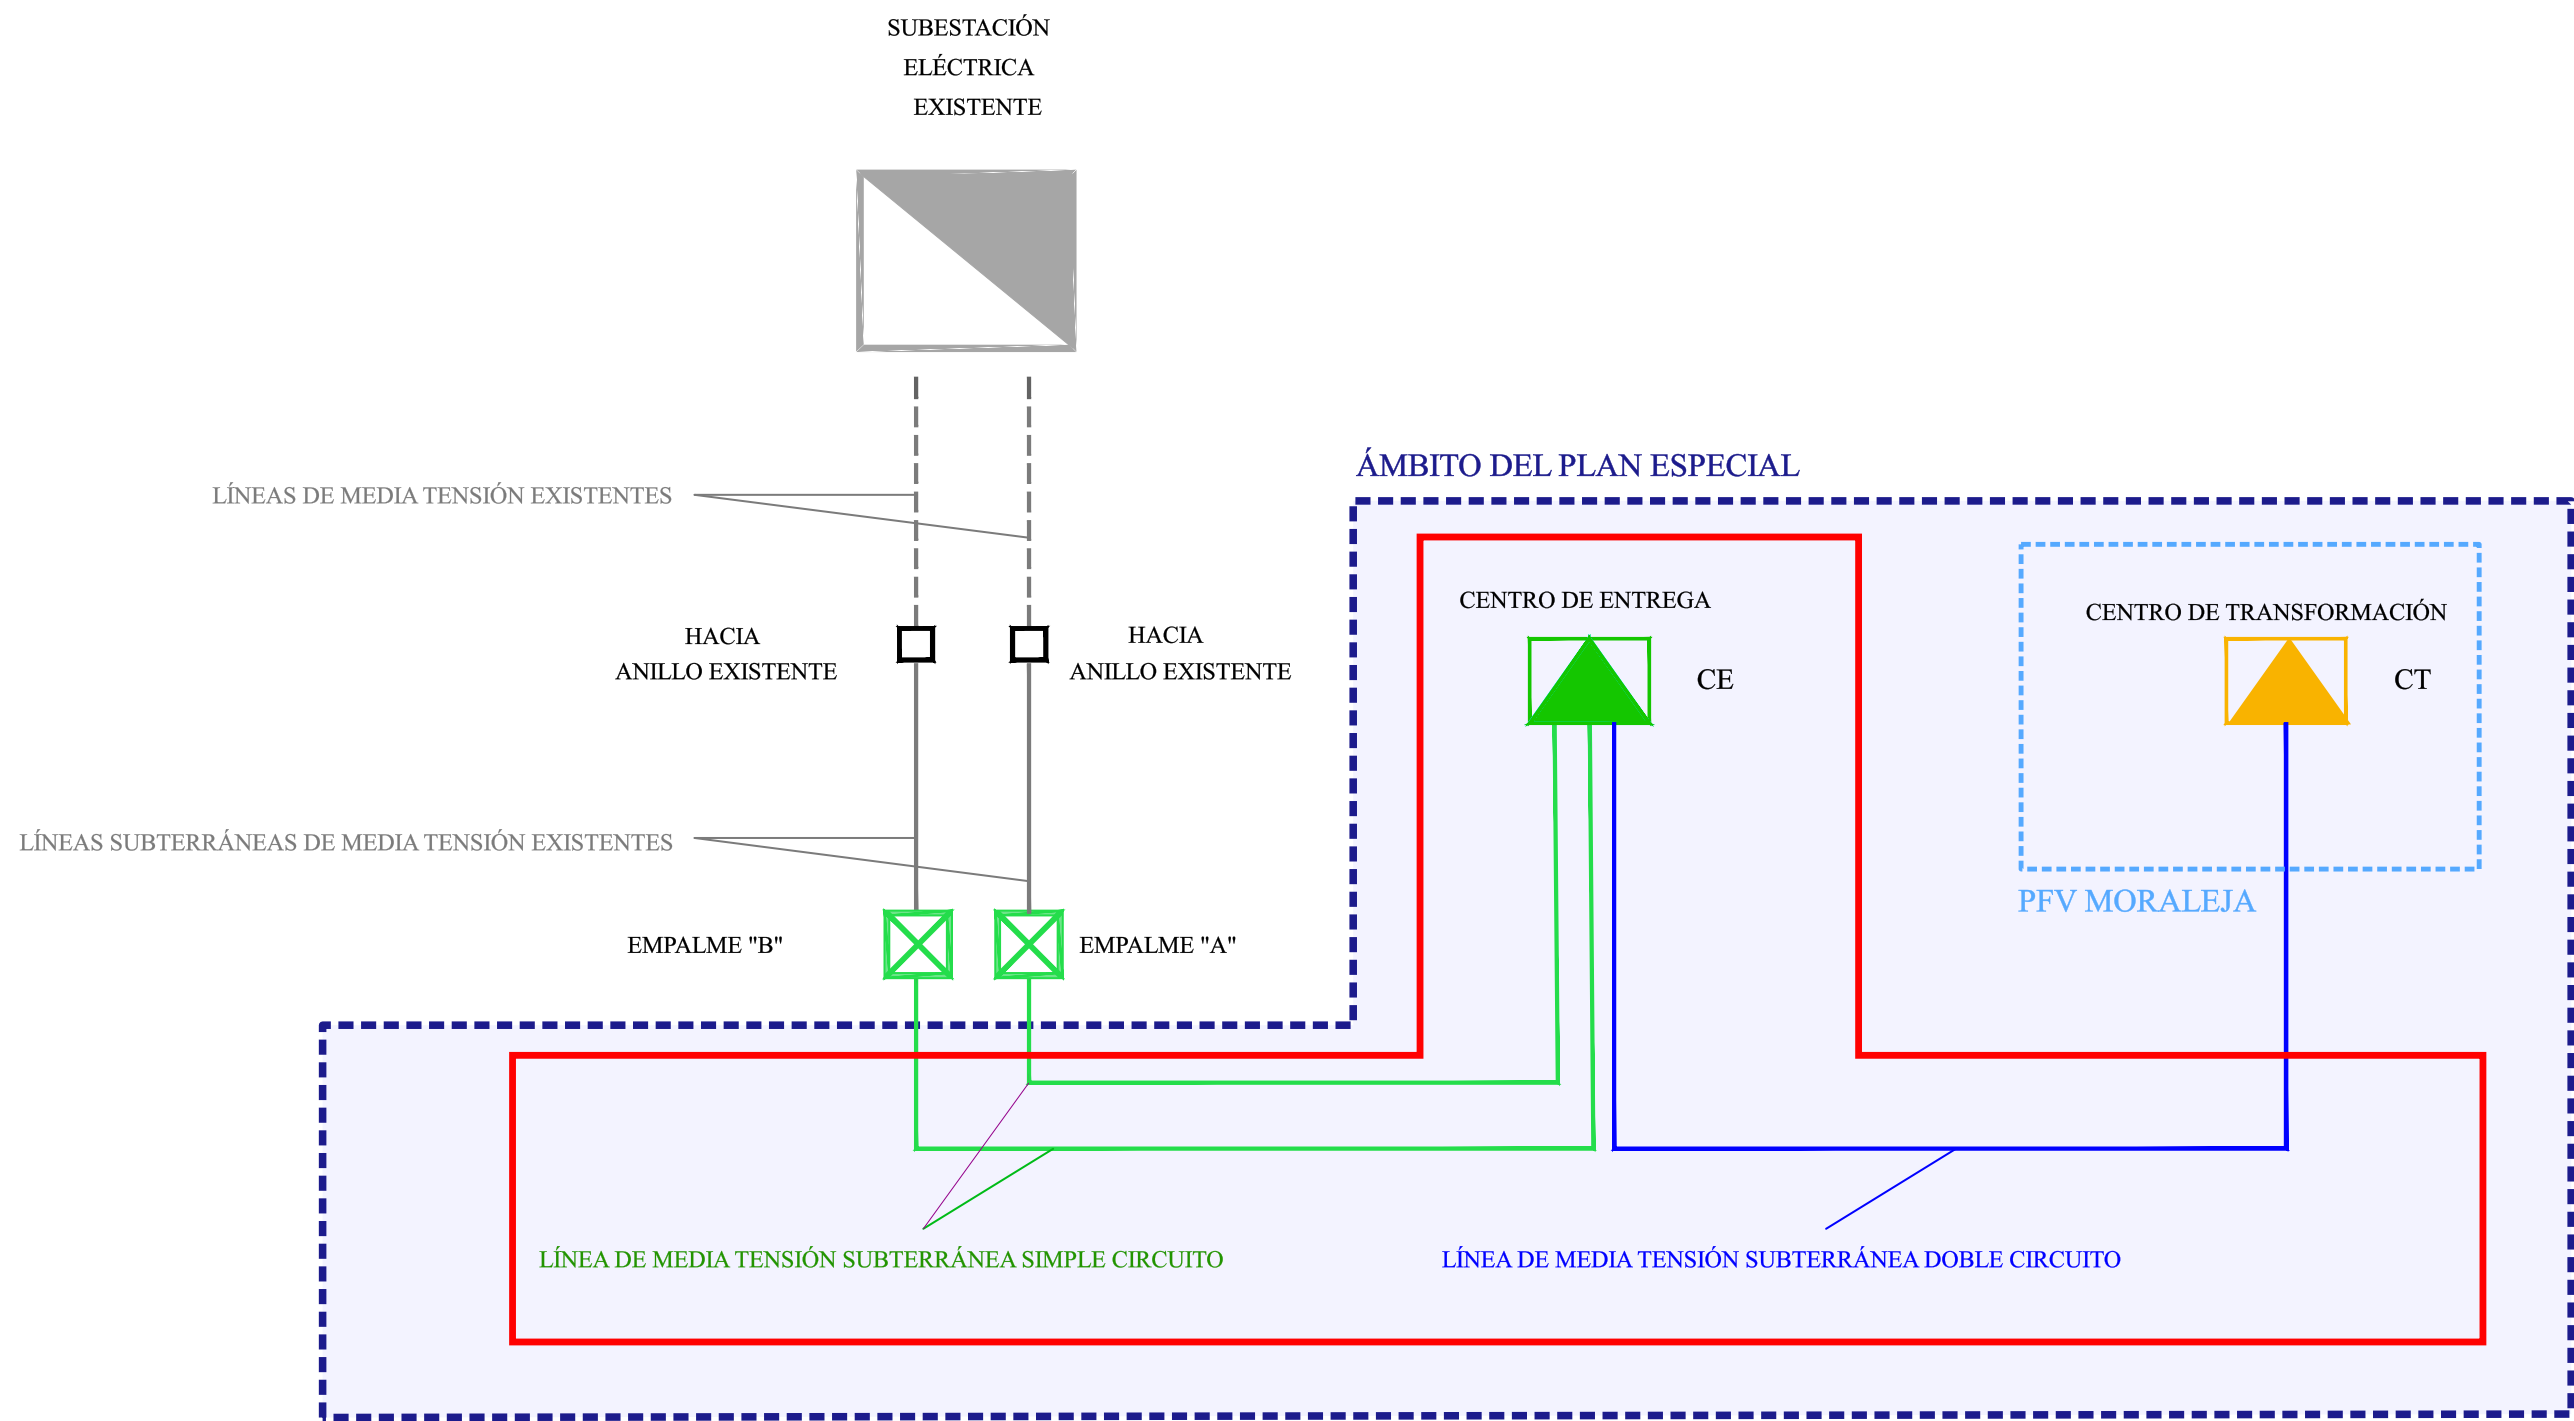 SUBESTACIÓN
ELÉCTRICA
EXISTENTE
ÁMBITO DEL PLAN ESPECIAL
LÍNEAS DE MEDIA TENSIÓN EXISTENTES
CENTRO DE ENTREGA
CENTRO DE TRANSFORMACIÓN
HACIA
ANILLO EXISTENTE
HACIA
ANILLO EXISTENTE
CE
CT
LÍNEAS SUBTERRÁNEAS DE MEDIA TENSIÓN EXISTENTES
PFV MORALEJA
EMPALME "B"
EMPALME "A"
LÍNEA DE MEDIA TENSIÓN SUBTERRÁNEA SIMPLE CIRCUITO
LÍNEA DE MEDIA TENSIÓN SUBTERRÁNEA DOBLE CIRCUITO